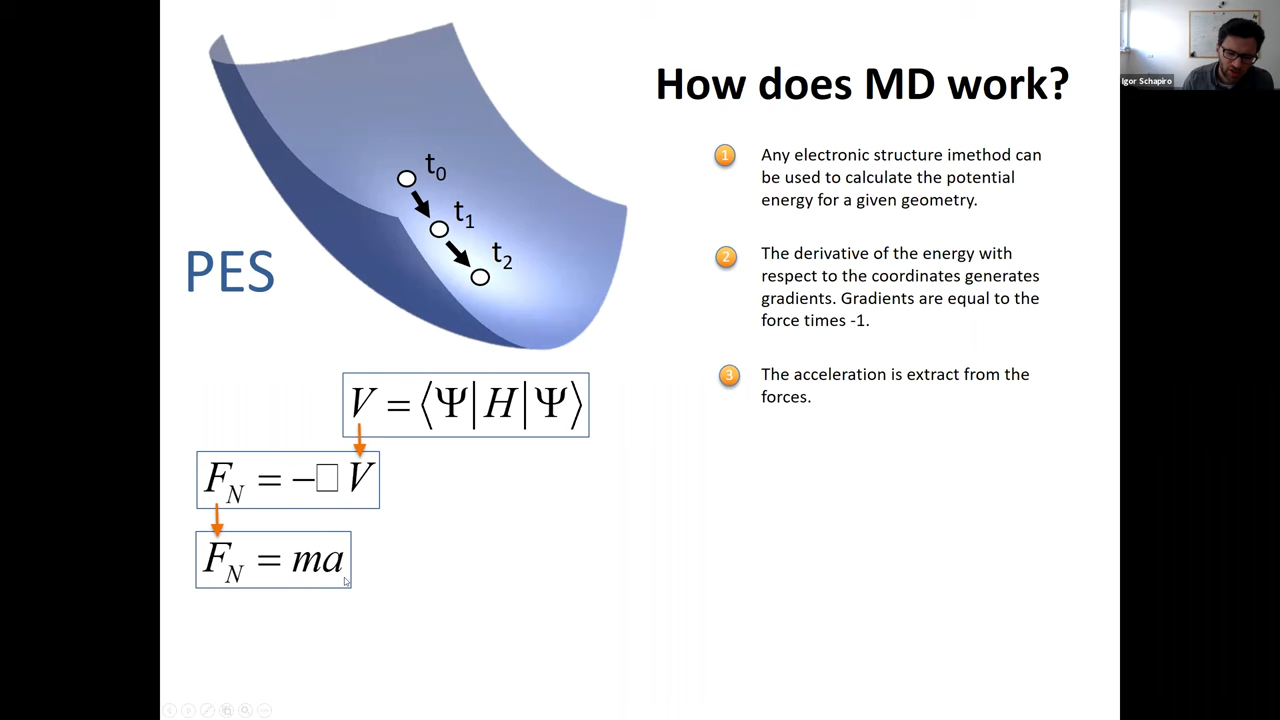 How does MD work?
Igor Schapiro
t0
t1
t2
PES
1
Any electronic structure imethod can
be used to calculate the potential
energy for a given geometry.
2
The derivative of the energy with
respect to the coordinates generates
gradients. Gradients are equal to the
force times -1.
3
The acceleration is extract from the
forces.
V = ⟨Ψ|H|Ψ⟩
F_N = −□ V
F_N = ma